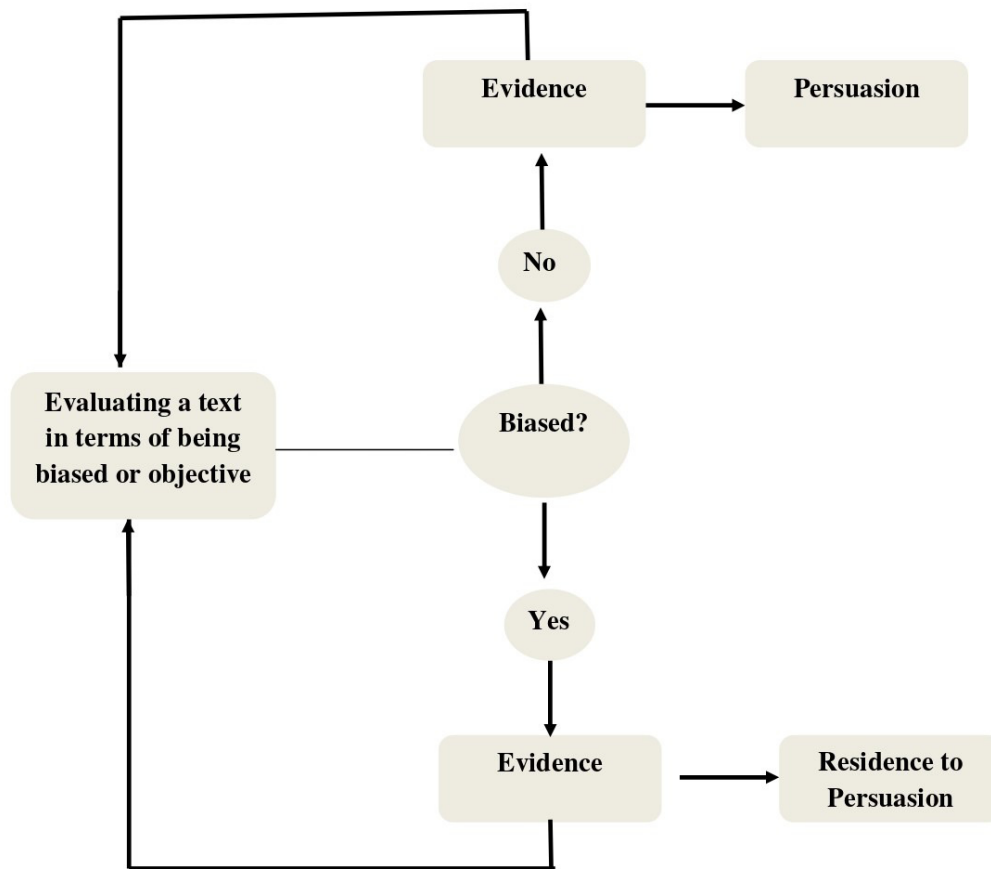 Evidence
Persuasion
No
Evaluating a text
in terms of being
biased or objective
Biased?
Yes
Evidence
Residence to
Persuasion